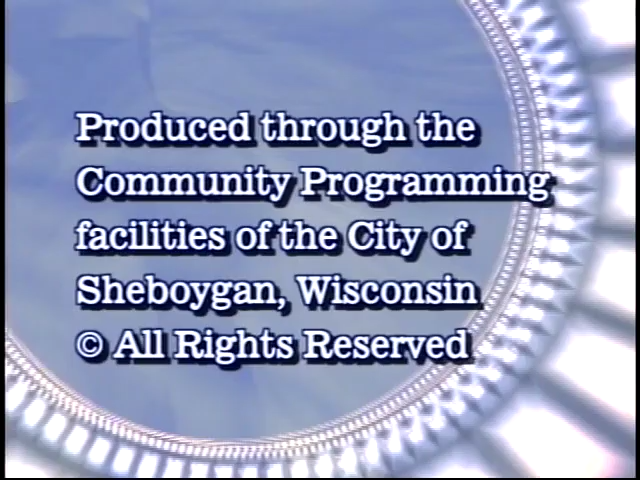 Produced through the
Community Programming
facilities of the City of
Sheboygan, Wisconsin
© All Rights Reserved